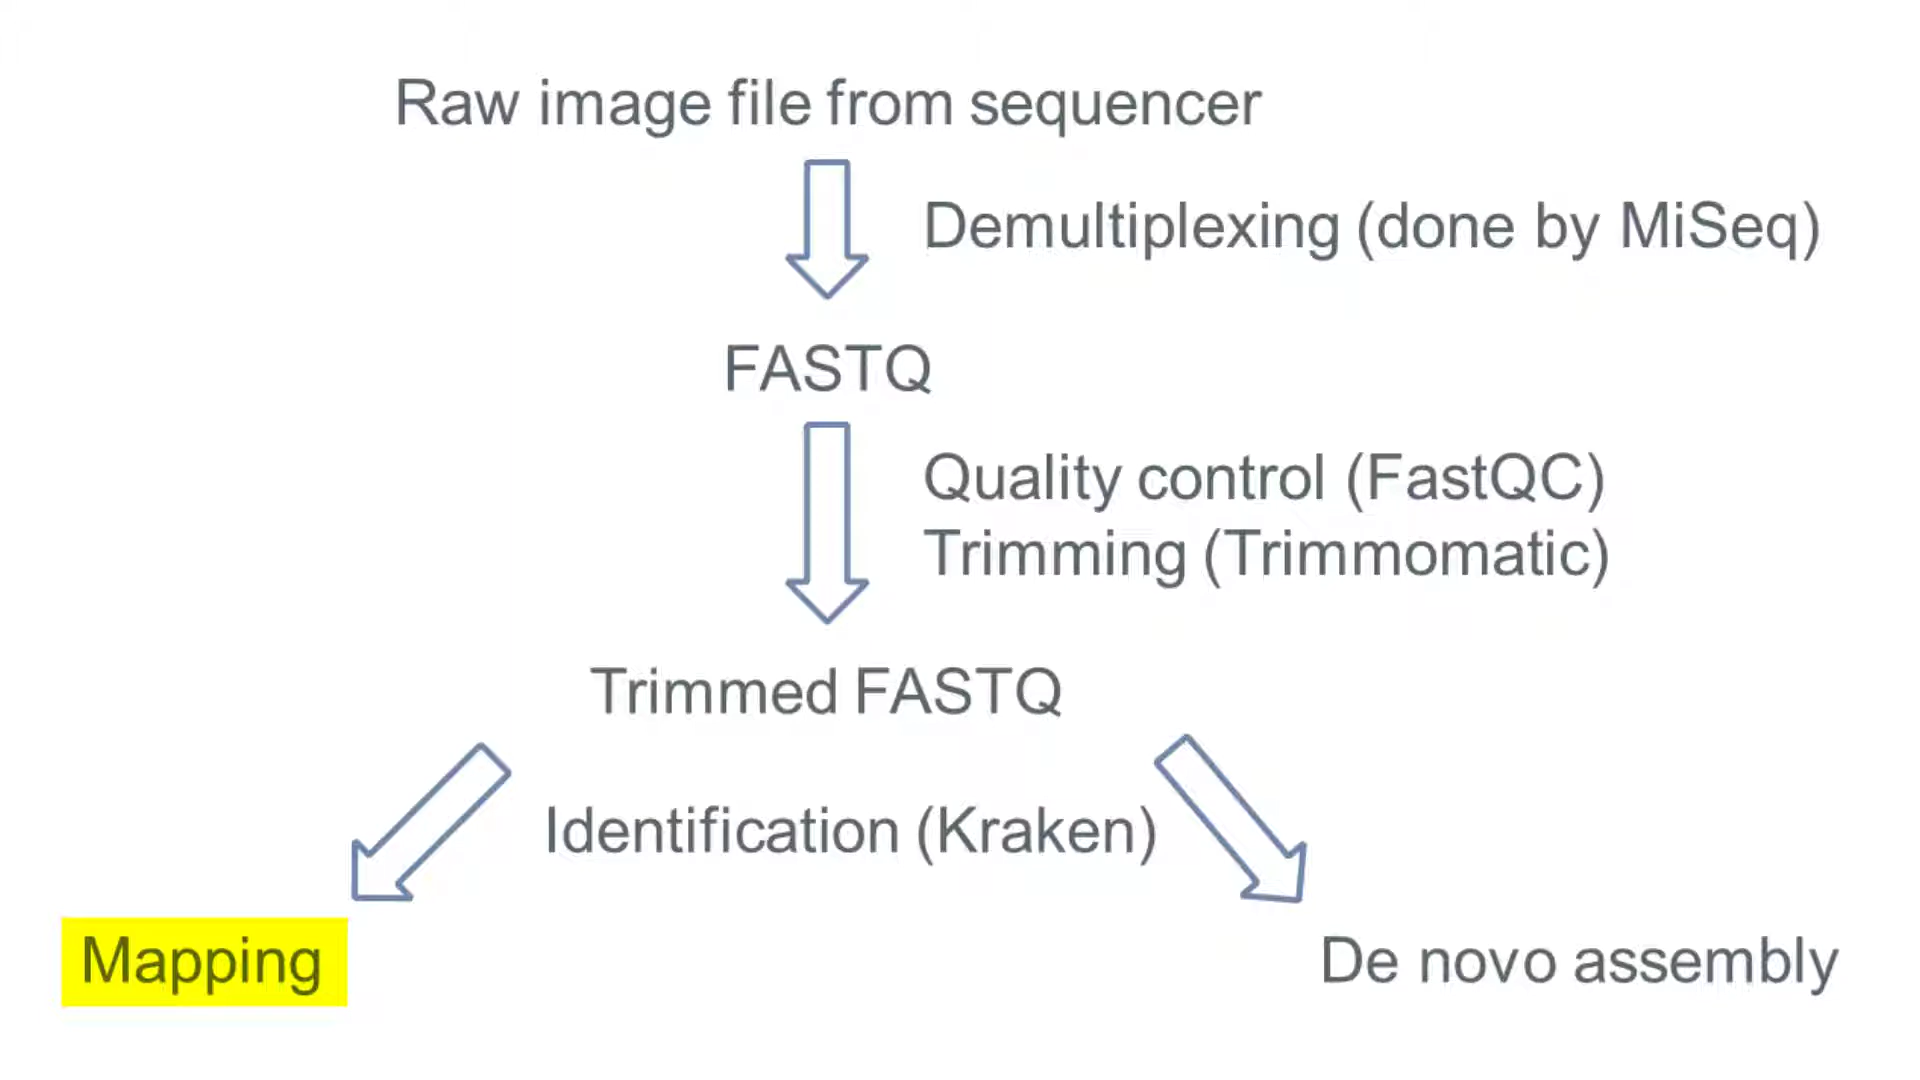 Raw image file from sequencer
Demultiplexing (done by MiSeq)
FASTQ
Quality control (FastQC)
Trimming (Trimmomatic)
Trimmed FASTQ
Identification (Kraken)
Mapping
De novo assembly